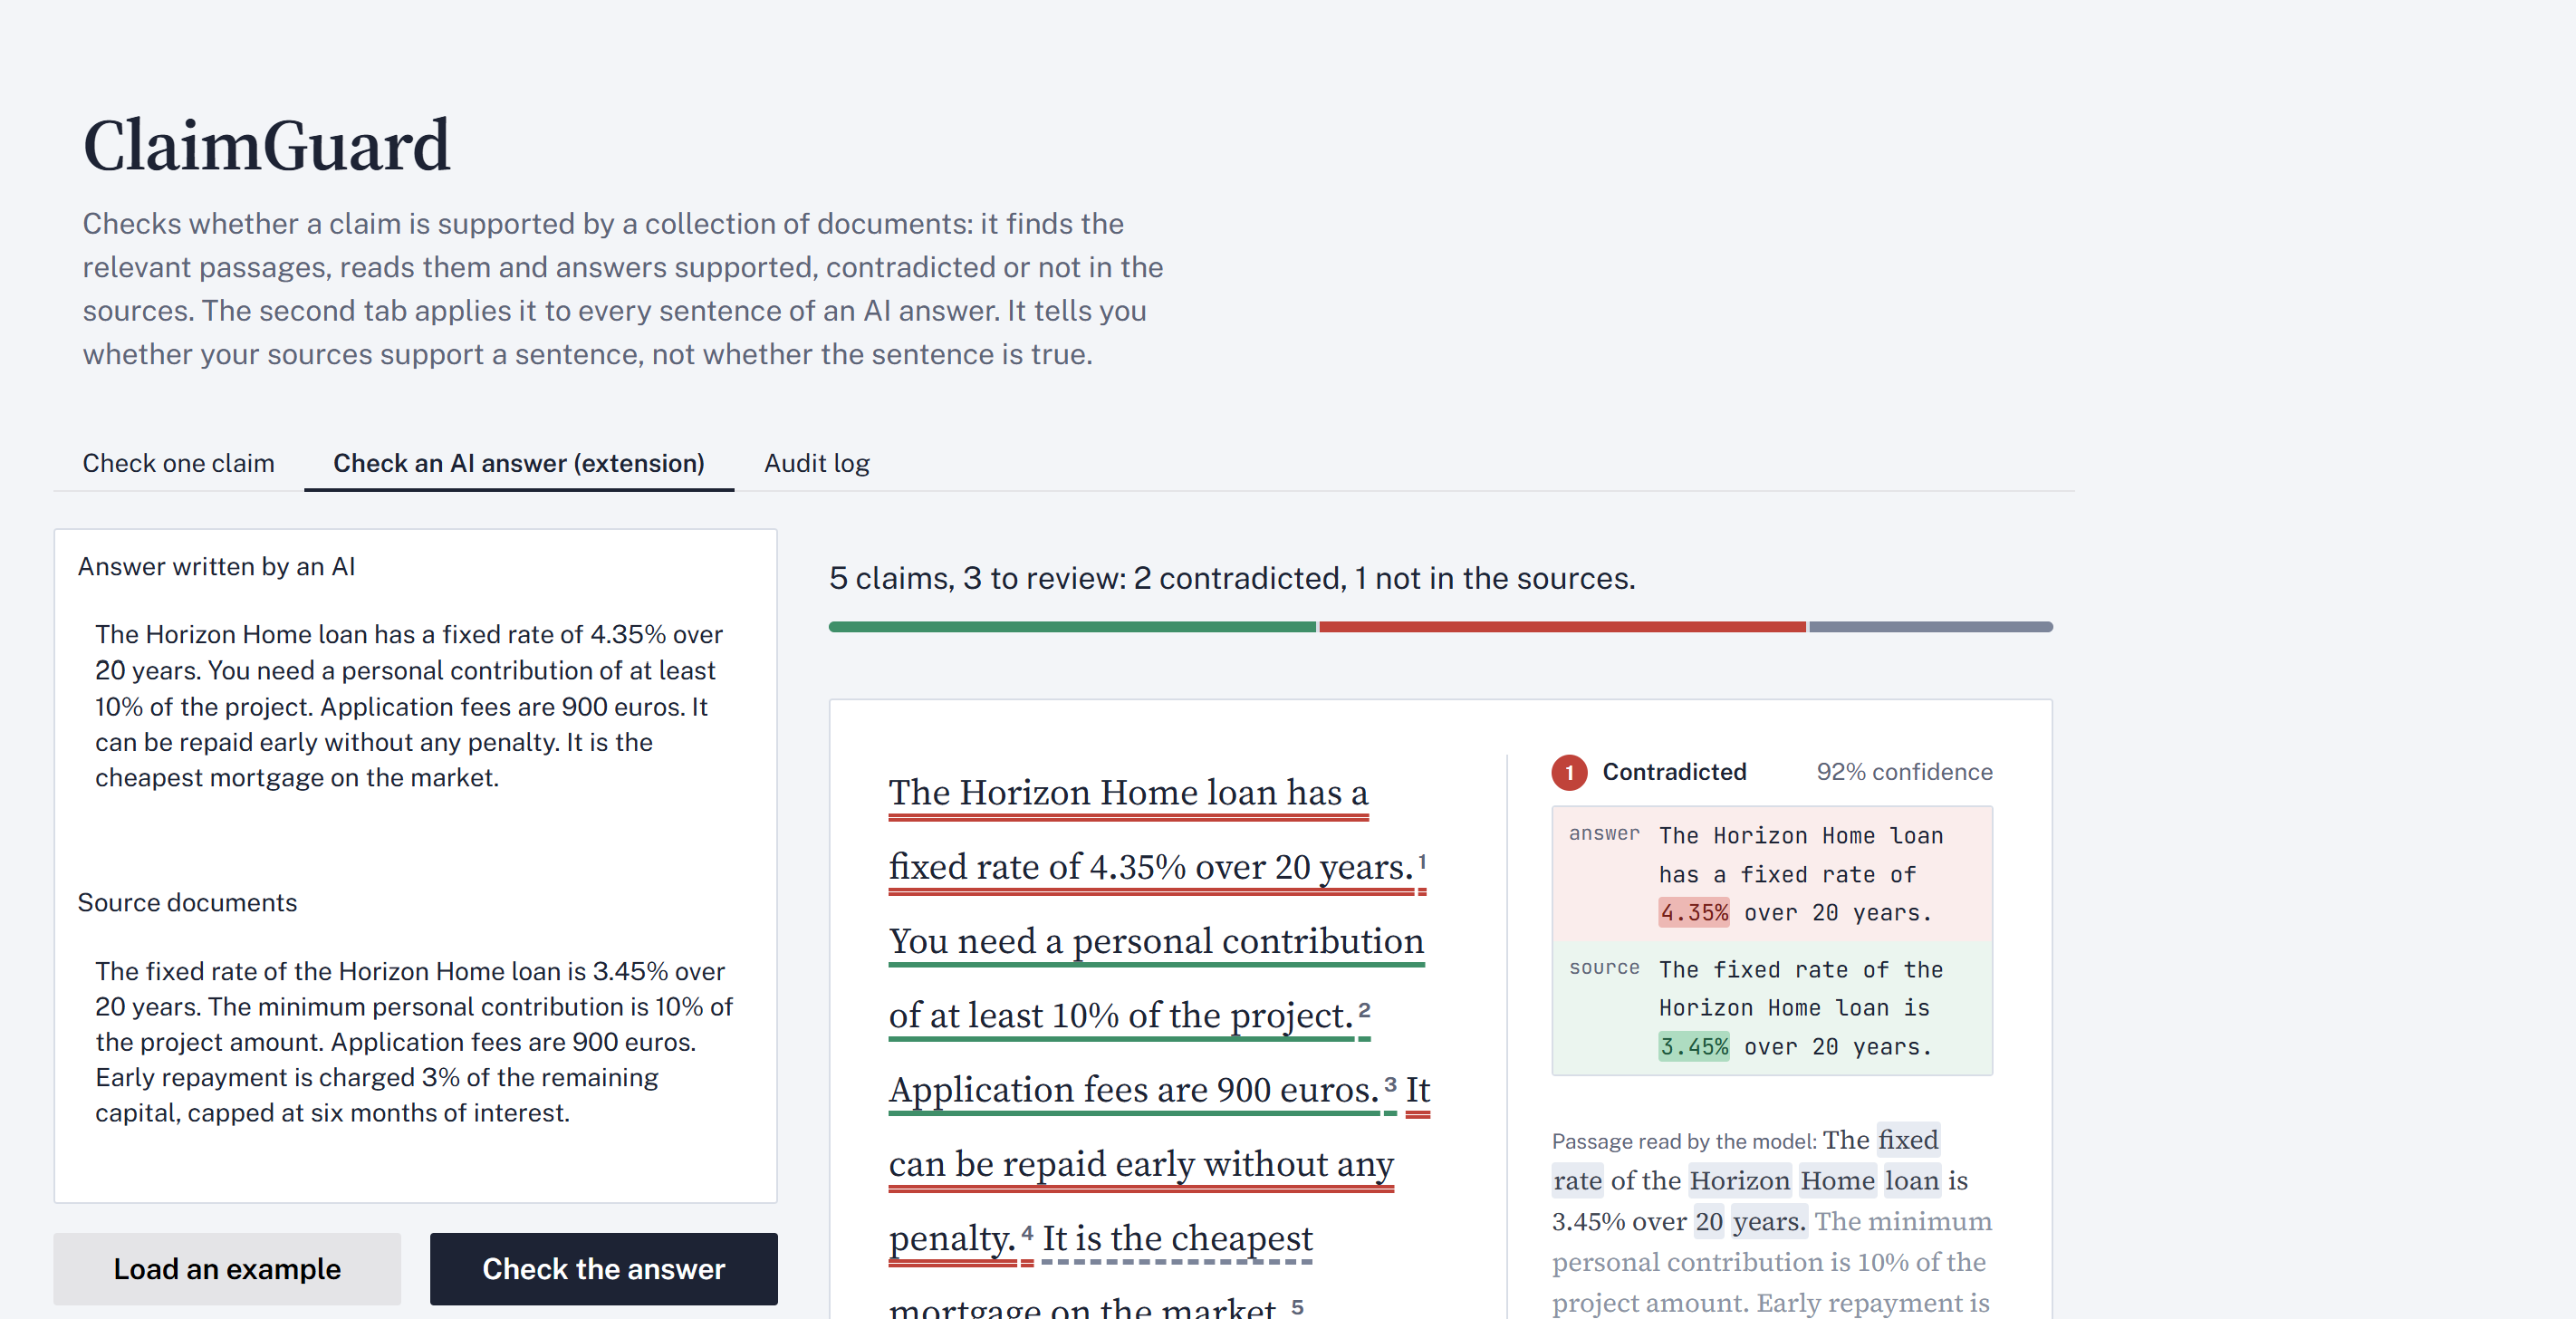 ClaimGuard
Checks whether a claim is supported by a collection of documents: it finds the
relevant passages, reads them and answers supported, contradicted or not in the
sources. The second tab applies it to every sentence of an AI answer. It tells you
whether your sources support a sentence, not whether the sentence is true.
Check one claim
Check an AI answer (extension)
Audit log
Answer written by an AI
The Horizon Home loan has a fixed rate of 4.35% over
20 years. You need a personal contribution of at least
10% of the project. Application fees are 900 euros. It
can be repaid early without any penalty. It is the
cheapest mortgage on the market.
Source documents
The fixed rate of the Horizon Home loan is 3.45% over
20 years. The minimum personal contribution is 10% of
the project amount. Application fees are 900 euros.
Early repayment is charged 3% of the remaining
capital, capped at six months of interest.
Load an example
Check the answer
5 claims, 3 to review: 2 contradicted, 1 not in the sources.
The Horizon Home loan has a
fixed rate of 4.35% over 20 years. 1
You need a personal contribution
of at least 10% of the project. 2
Application fees are 900 euros. 3 It
can be repaid early without any
penalty. 4 It is the cheapest
mortgage on the market. 5
1 Contradicted 92% confidence
answer The Horizon Home loan
has a fixed rate of
4.35% over 20 years.
source The fixed rate of the
Horizon Home loan is
3.45% over 20 years.
Passage read by the model: The fixed
rate of the Horizon Home loan is
3.45% over 20 years. The minimum
personal contribution is 10% of the
project amount. Early repayment is